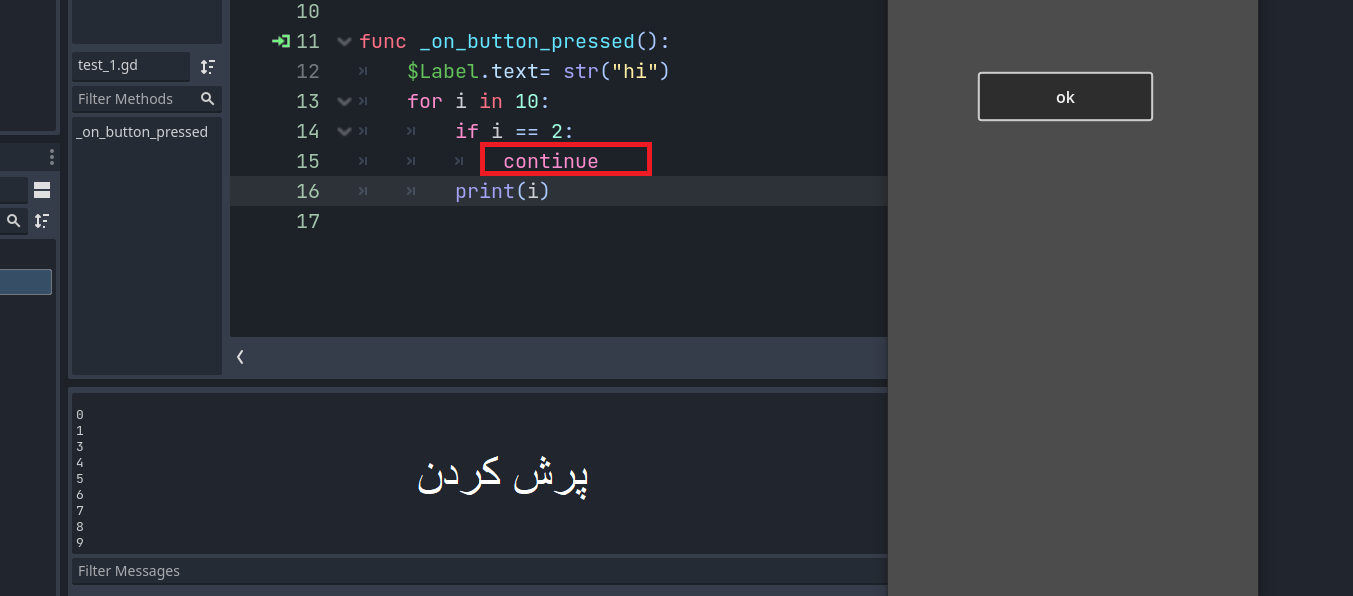 test_1.gd
Filter Methods
_on_button_pressed
10
11 func _on_button_pressed():
12 $Label.text= str("hi")
13 for i in 10:
14 if i == 2:
15 continue
16 print(i)
17
ok
0
1
3
4
5
6
7
8
9
پرش کردن
Filter Messages